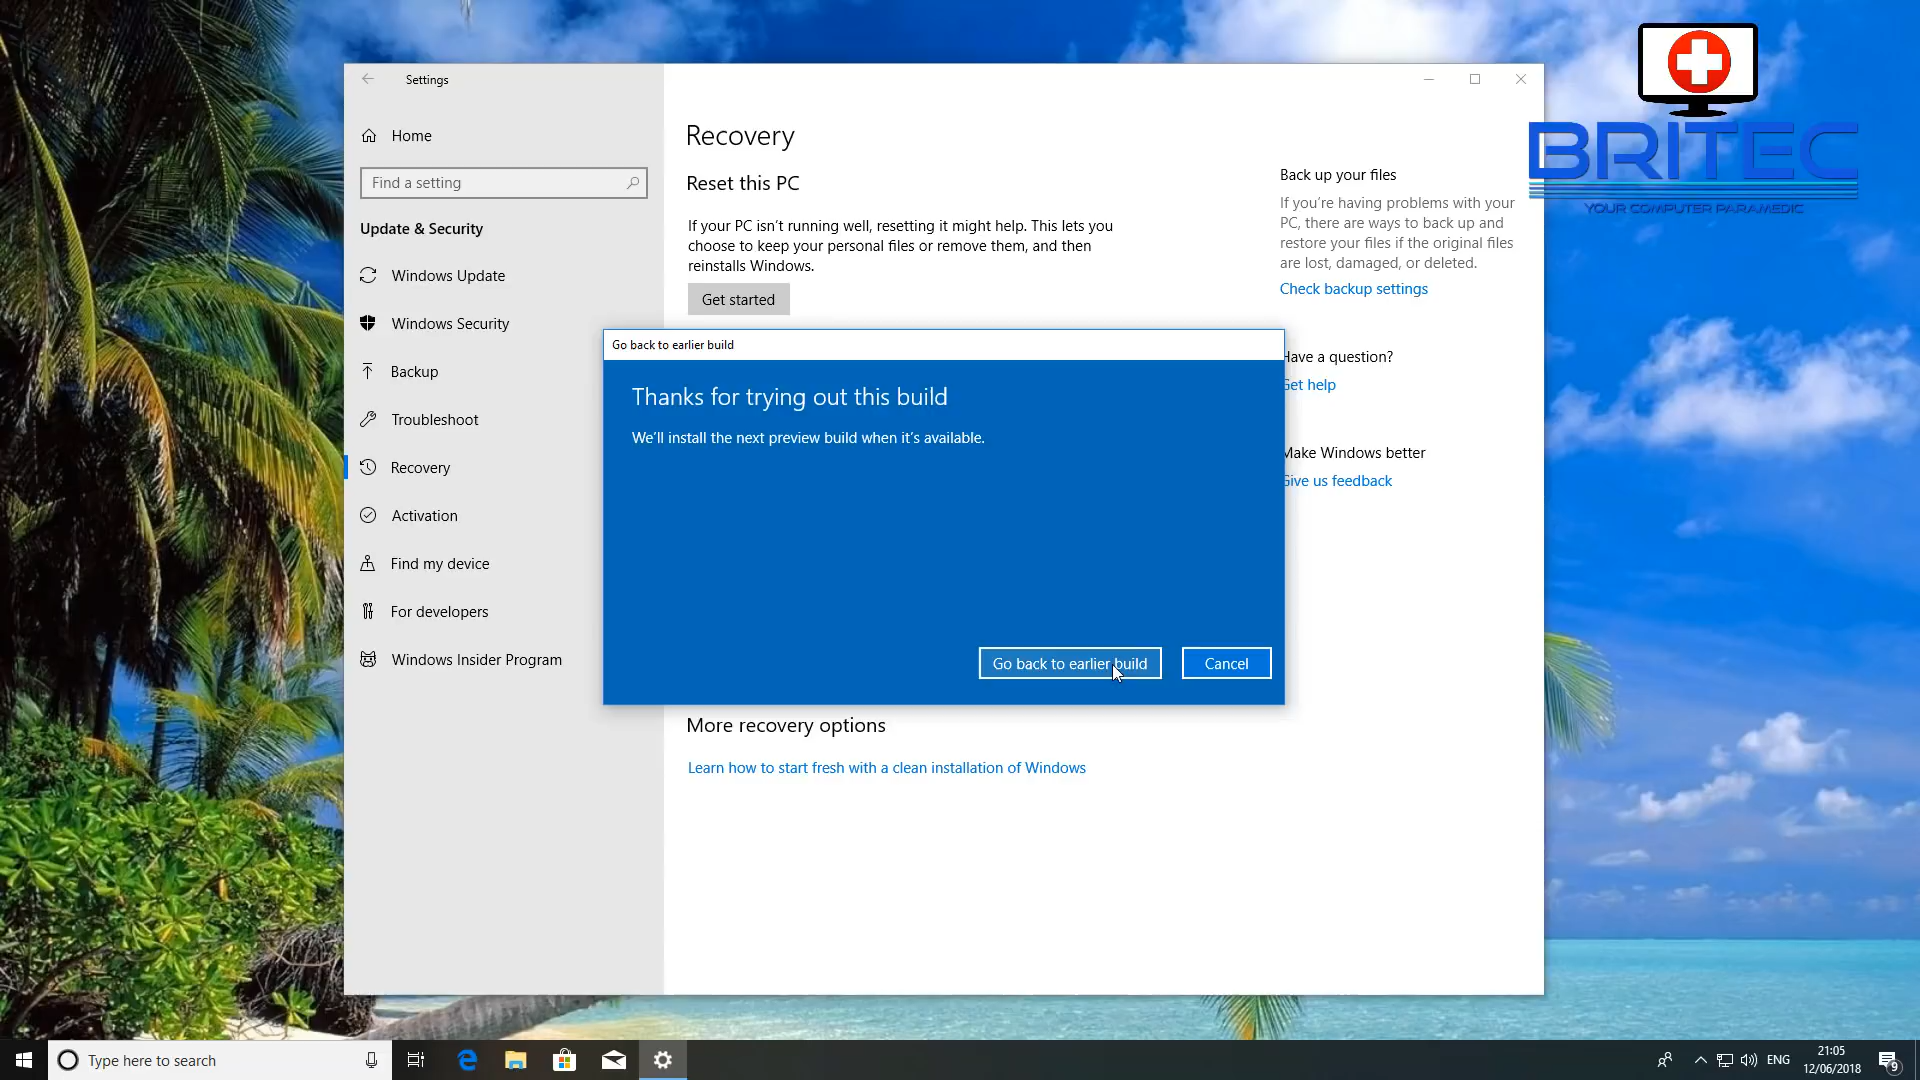 Settings
Home
Find a setting
Update & Security
Windows Update
Windows Security
Backup
Troubleshoot
Recovery
Activation
Find my device
For developers
Windows Insider Program
Recovery
Reset this PC
If your PC isn't running well, resetting it might help. This lets you
choose to keep your personal files or remove them, and then
reinstalls Windows.
Get started
Go back to earlier build
Thanks for trying out this build
We'll install the next preview build when it's available.
Go back to earlier build
Cancel
More recovery options
Learn how to start fresh with a clean installation of Windows
Back up your files
If you're having problems with your
PC, there are ways to back up and
restore your files if the original files
are lost, damaged, or deleted.
Check backup settings
Have a question?
Get help
Make Windows better
Give us feedback
BRITEC
YOUR COMPUTER PARAMEDIC
Type here to search
ENG
21:05
12/06/2018
9